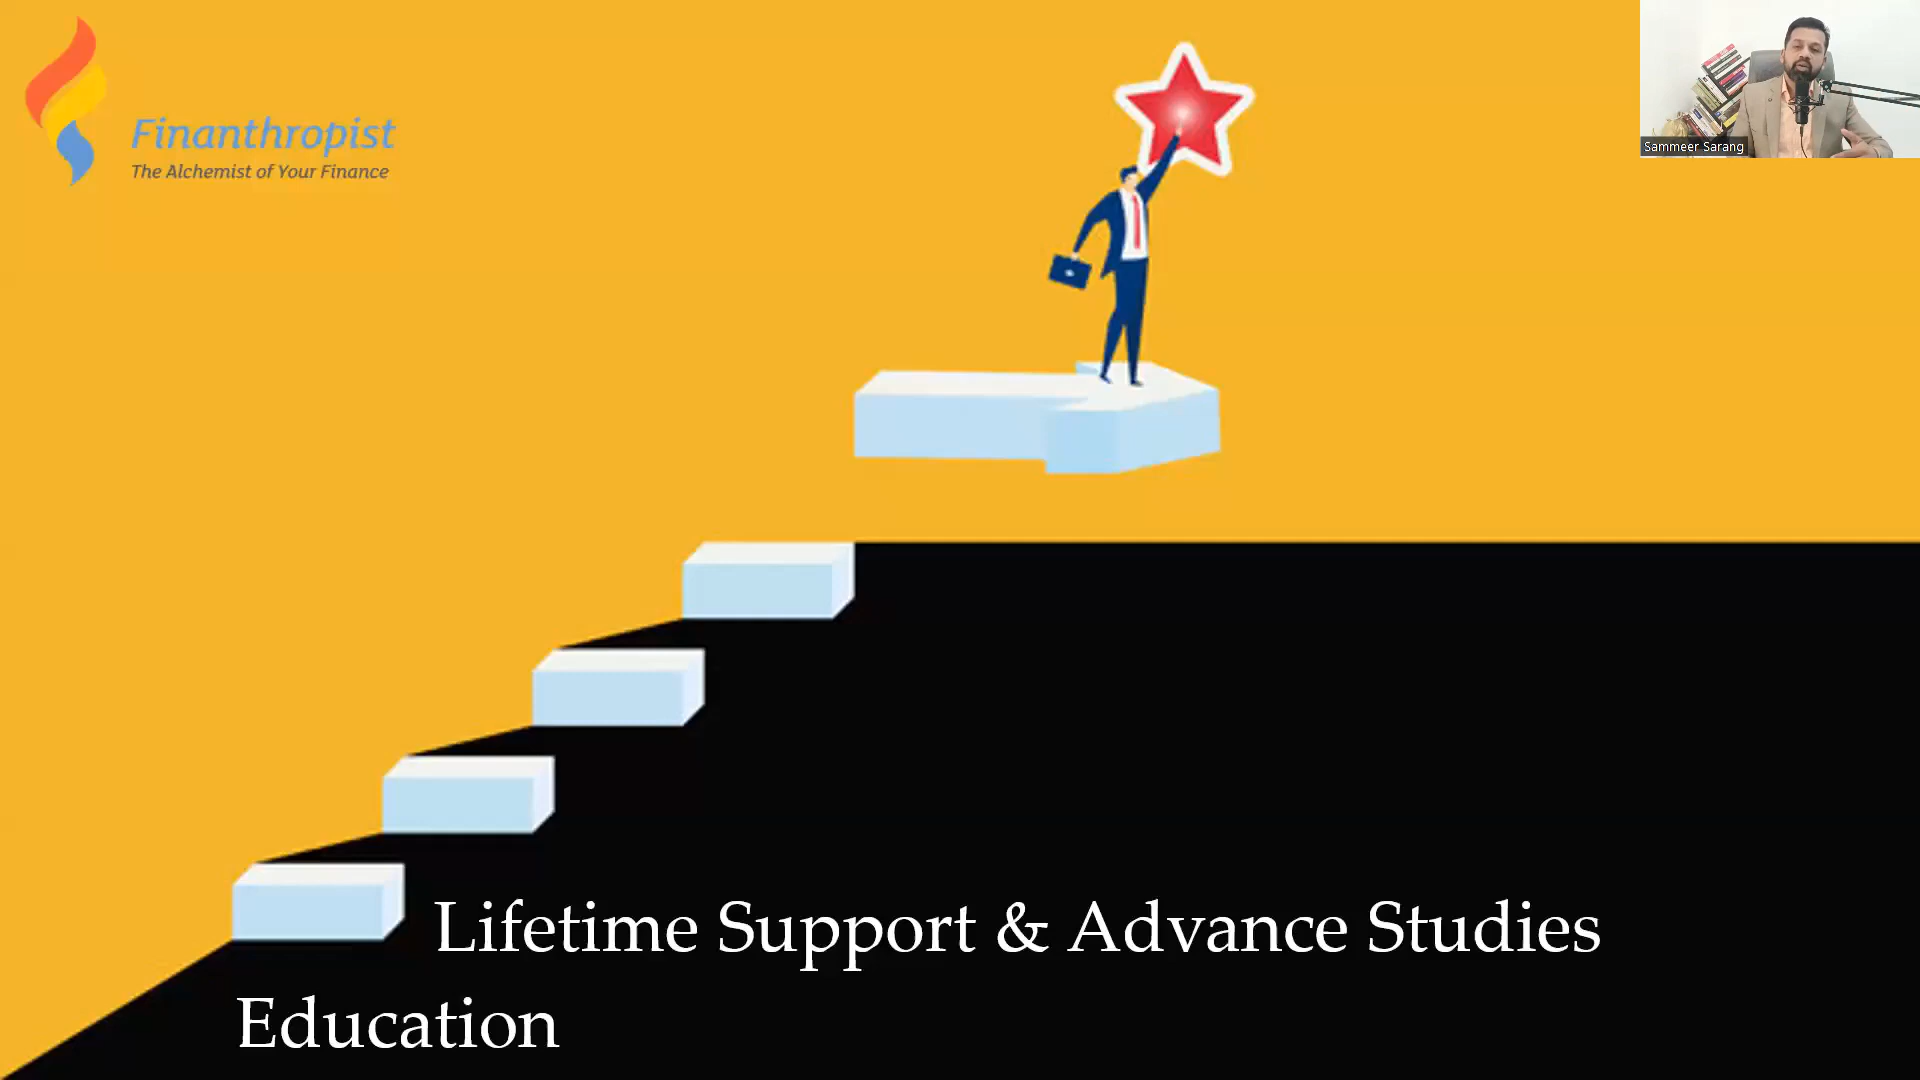 Finanthropist
The Alchemist of Your Finance
Sammeer Sarang
Lifetime Support & Advance Studies
Education